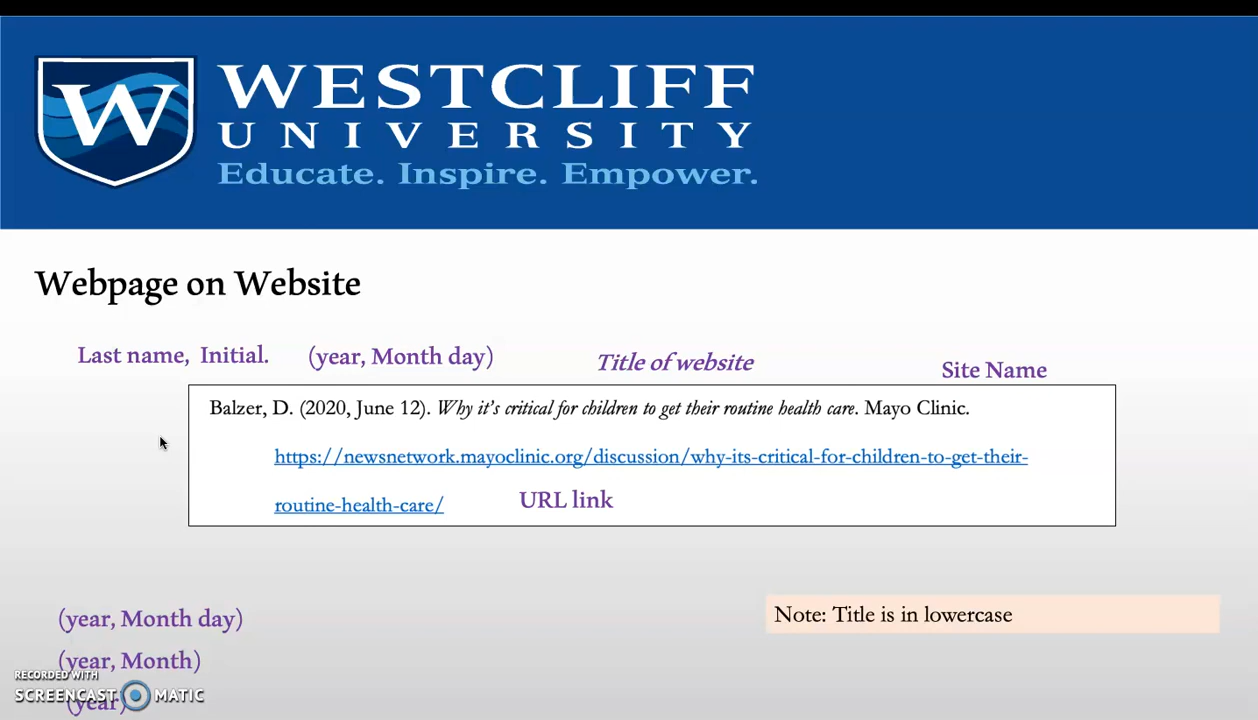 W
WESTCLIFF
UNIVERSITY
Educate. Inspire. Empower.
Webpage on Website
Last name, Initial. (year, Month day) Title of website Site Name
Balzer, D. (2020, June 12). Why it's critical for children to get their routine health care. Mayo Clinic.
https://newsnetwork.mayoclinic.org/discussion/why-its-critical-for-children-to-get-their-
routine-health-care/ URL link
(year, Month day)
Note: Title is in lowercase
(year, Month)
RECORDED WITH
SCREENCAST MATIC
(year)